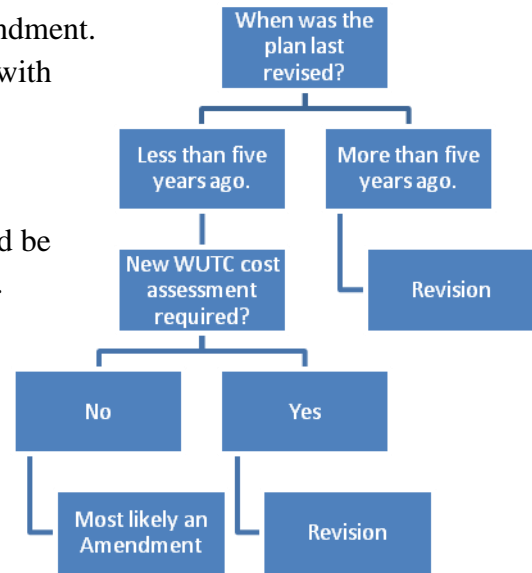 ndment.
with
d be
.
When was the
plan last
revised?
Less than five
years ago.
More than five
years ago.
New WUTC cost
assessment
required?
Revision
No
Yes
Most likely an
Amendment
Revision